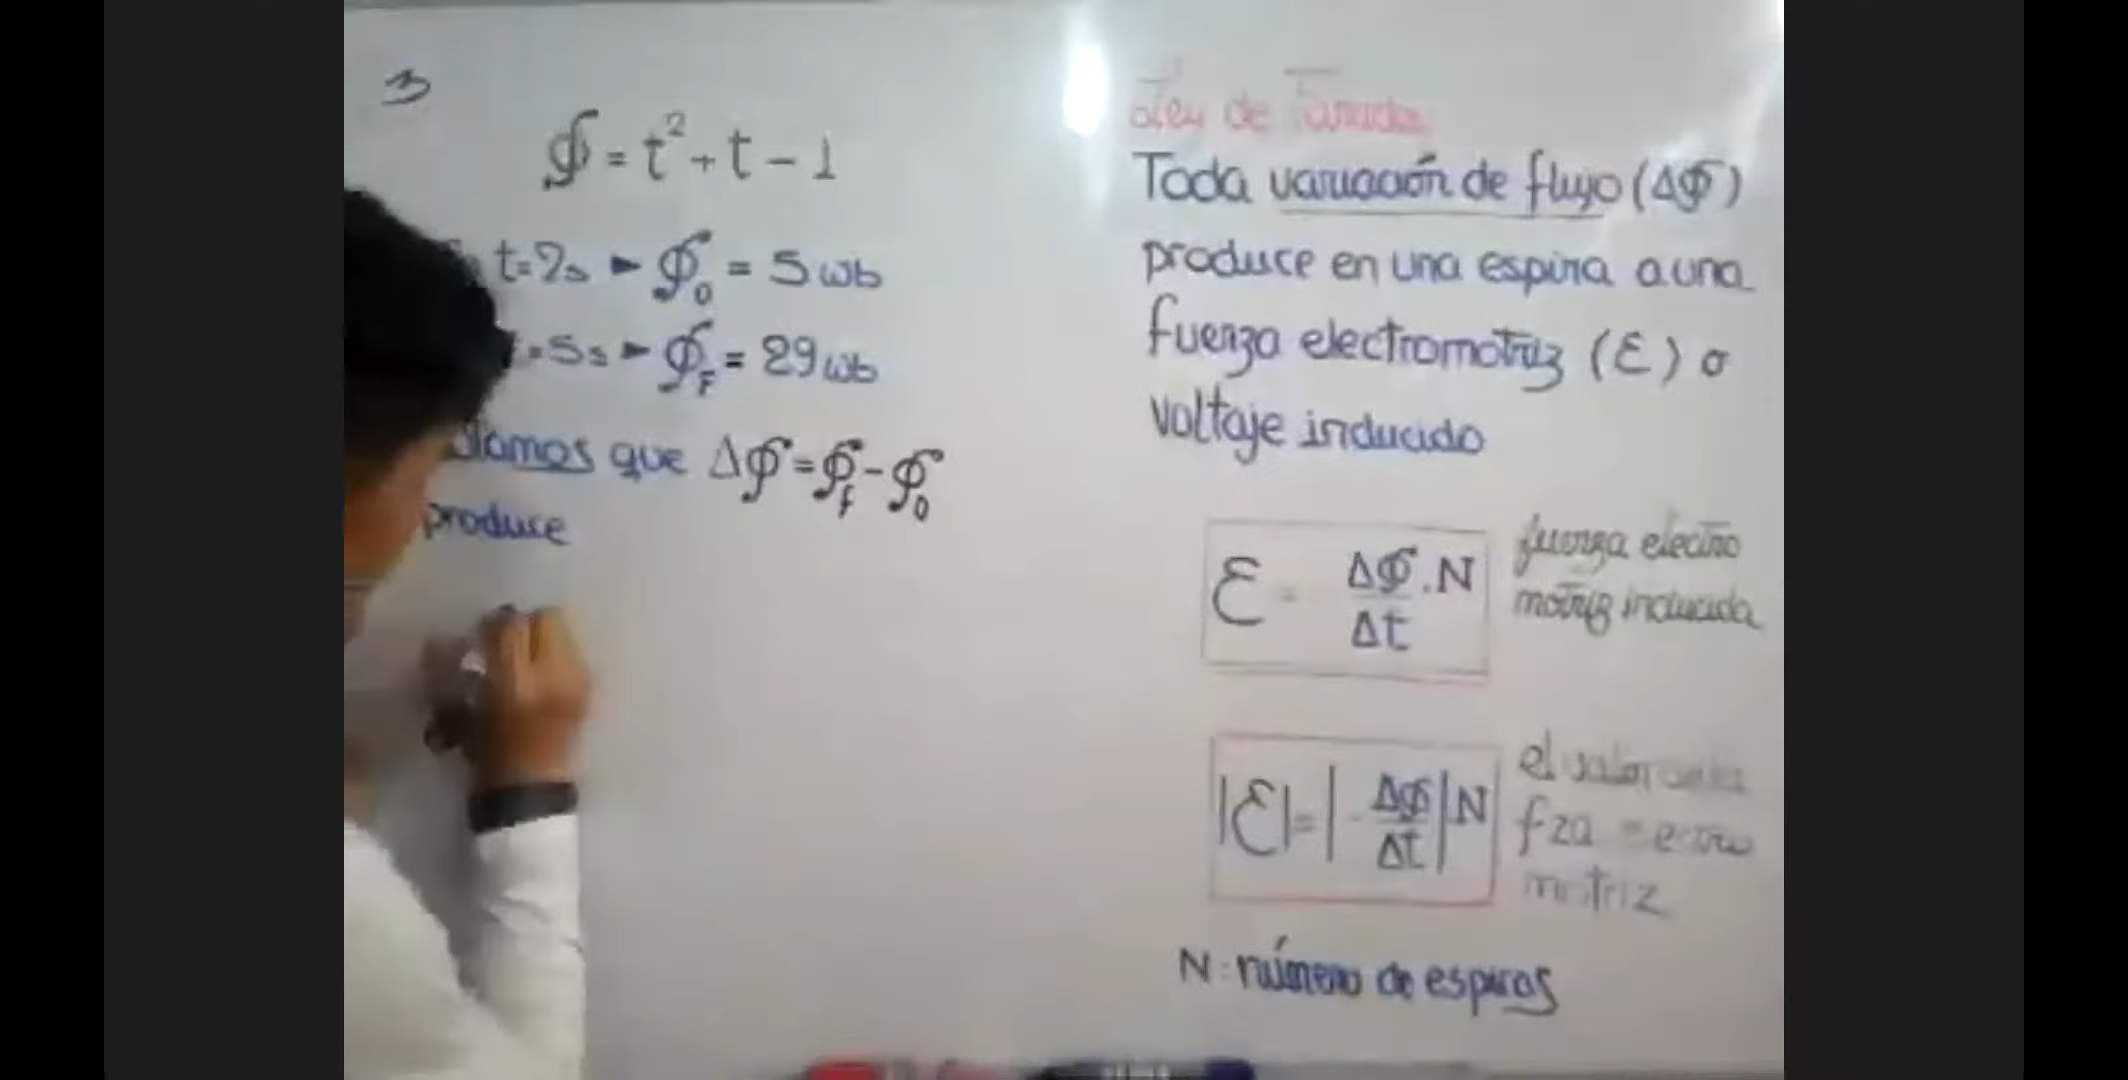 3
Φ = t² + t - 1
t=2s ► Φ₀ = 5 wb
t=5s ► Φ_F = 29 wb
que ΔΦ = Φ_F - Φ₀
produce
Ley de Faraday
Toda variación de flujo (ΔΦ)
produce en una espira a una
fuerza electromotriz (ε) o
voltaje inducido
ε = - ΔΦ/Δt . N
fuerza electro
motriz inducida
|ε| = |- ΔΦ/Δt| N
el valor
fza
motriz
N: número de espiras